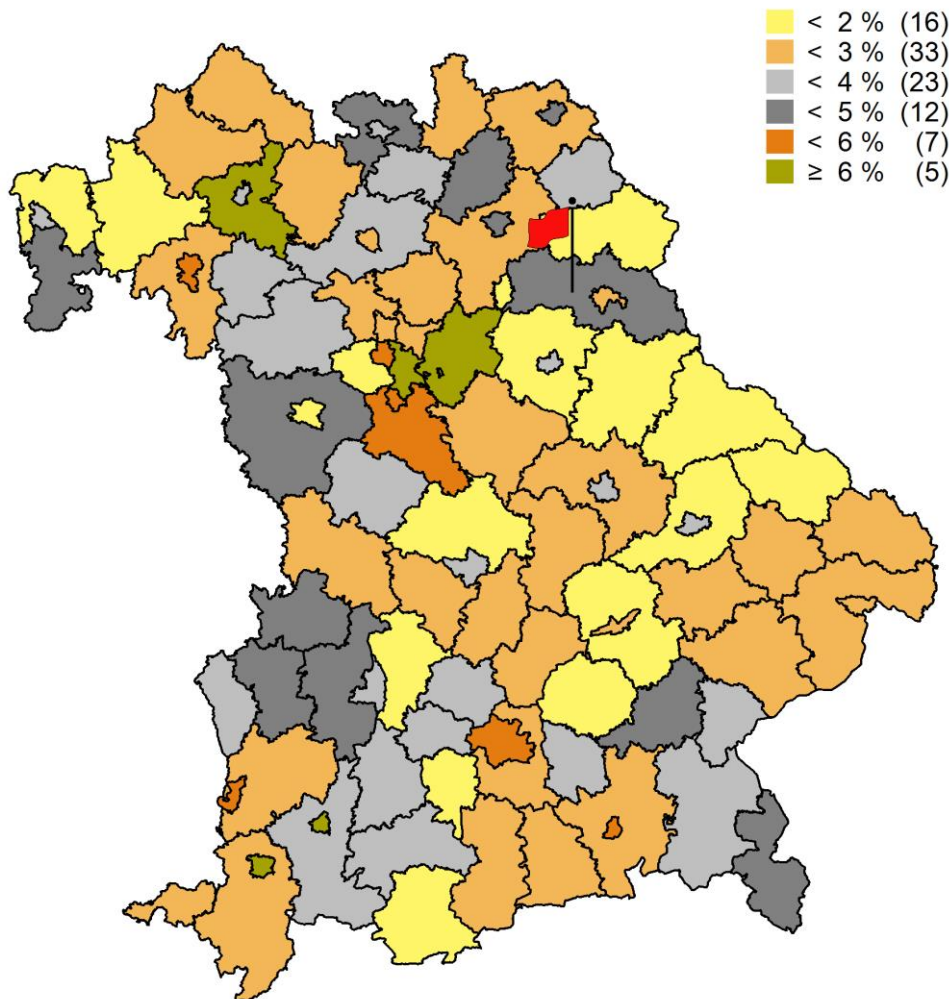 < 2 % (16)
< 3 % (33)
< 4 % (23)
< 5 % (12)
< 6 % (7)
≥ 6 % (5)